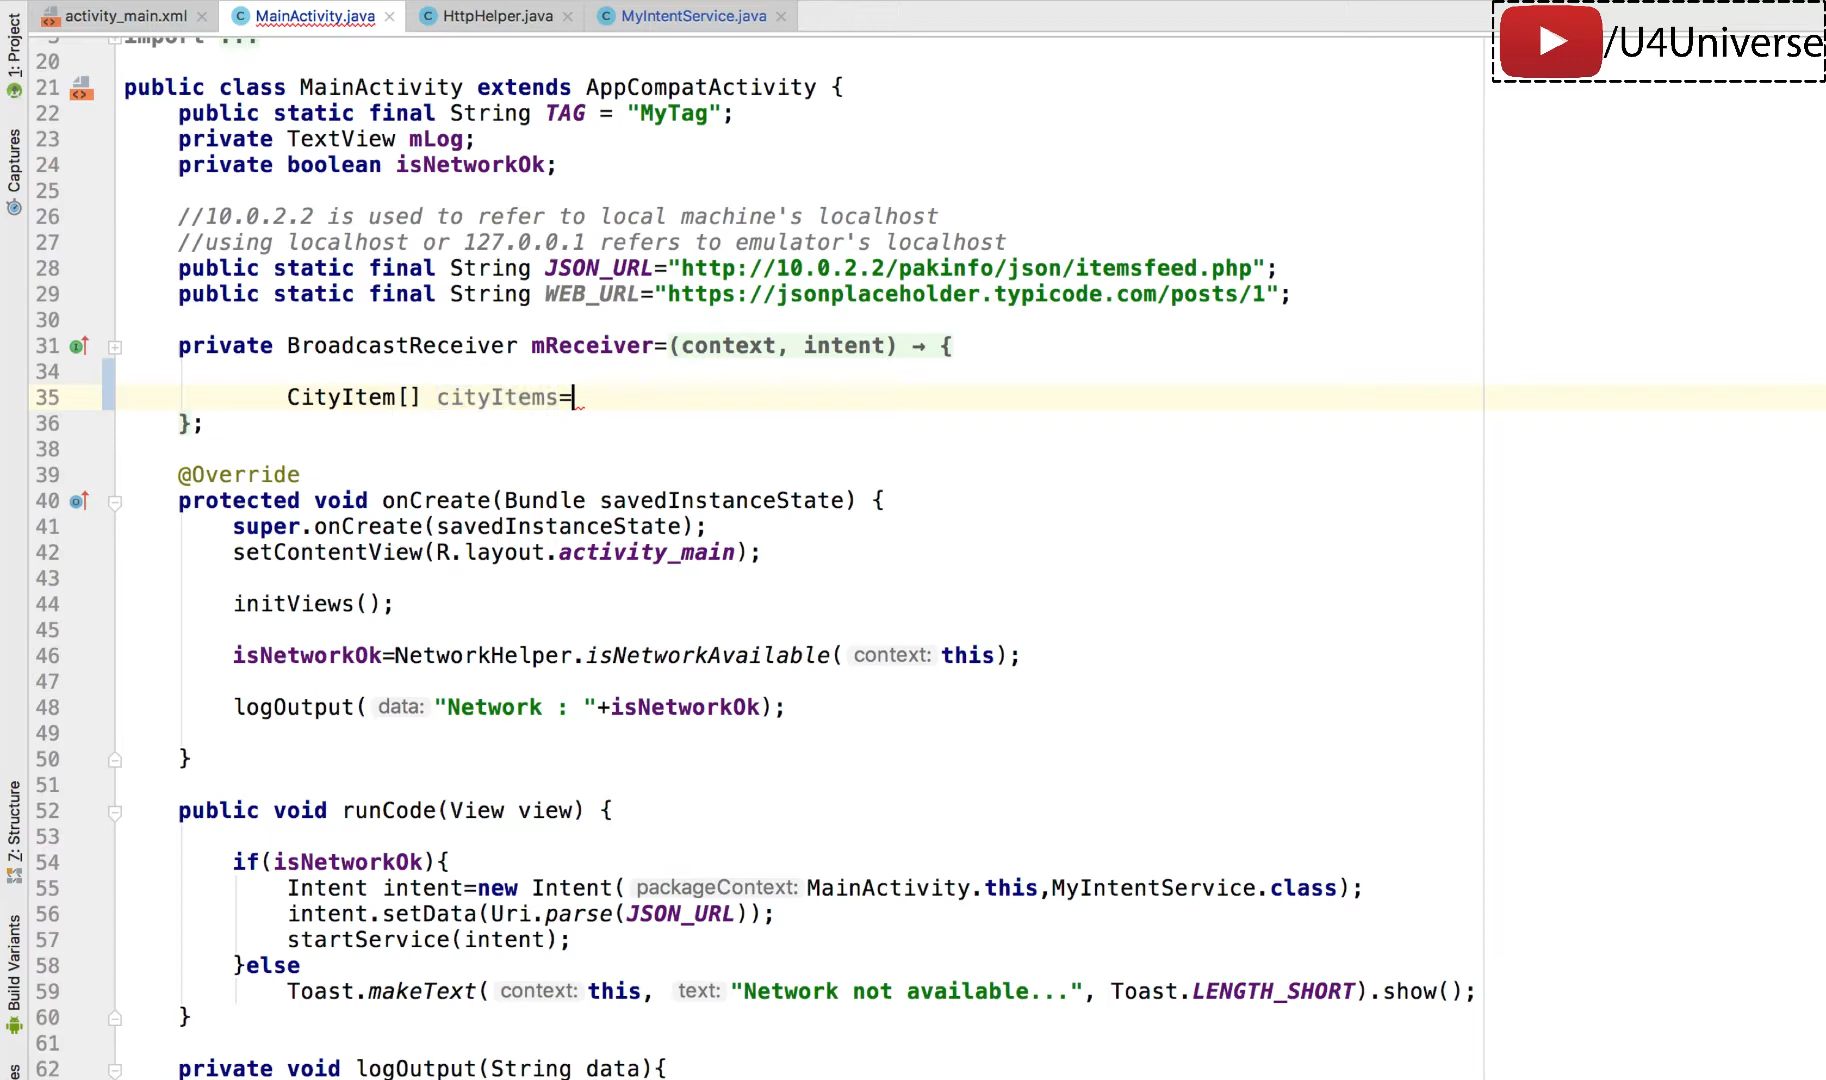 activity_main.xml MainActivity.java HttpHelper.java MyIntentService.java
/U4Universe
1: Project
Captures
Z: Structure
Build Variants
import ...
20
21 public class MainActivity extends AppCompatActivity {
22 public static final String TAG = "MyTag";
23 private TextView mLog;
24 private boolean isNetworkOk;
25
26 //10.0.2.2 is used to refer to local machine's localhost
27 //using localhost or 127.0.0.1 refers to emulator's localhost
28 public static final String JSON_URL="http://10.0.2.2/pakinfo/json/itemsfeed.php";
29 public static final String WEB_URL="https://jsonplaceholder.typicode.com/posts/1";
30
31 private BroadcastReceiver mReceiver=(context, intent) → {
34
35 CityItem[] cityItems=
36 };
38
39 @Override
40 protected void onCreate(Bundle savedInstanceState) {
41 super.onCreate(savedInstanceState);
42 setContentView(R.layout.activity_main);
43
44 initViews();
45
46 isNetworkOk=NetworkHelper.isNetworkAvailable( context: this);
47
48 logOutput( data: "Network : "+isNetworkOk);
49
50 }
51
52 public void runCode(View view) {
53
54 if(isNetworkOk){
55 Intent intent=new Intent( packageContext: MainActivity.this,MyIntentService.class);
56 intent.setData(Uri.parse(JSON_URL));
57 startService(intent);
58 }else
59 Toast.makeText( context: this, text: "Network not available...", Toast.LENGTH_SHORT).show();
60 }
61
62 private void logOutput(String data){